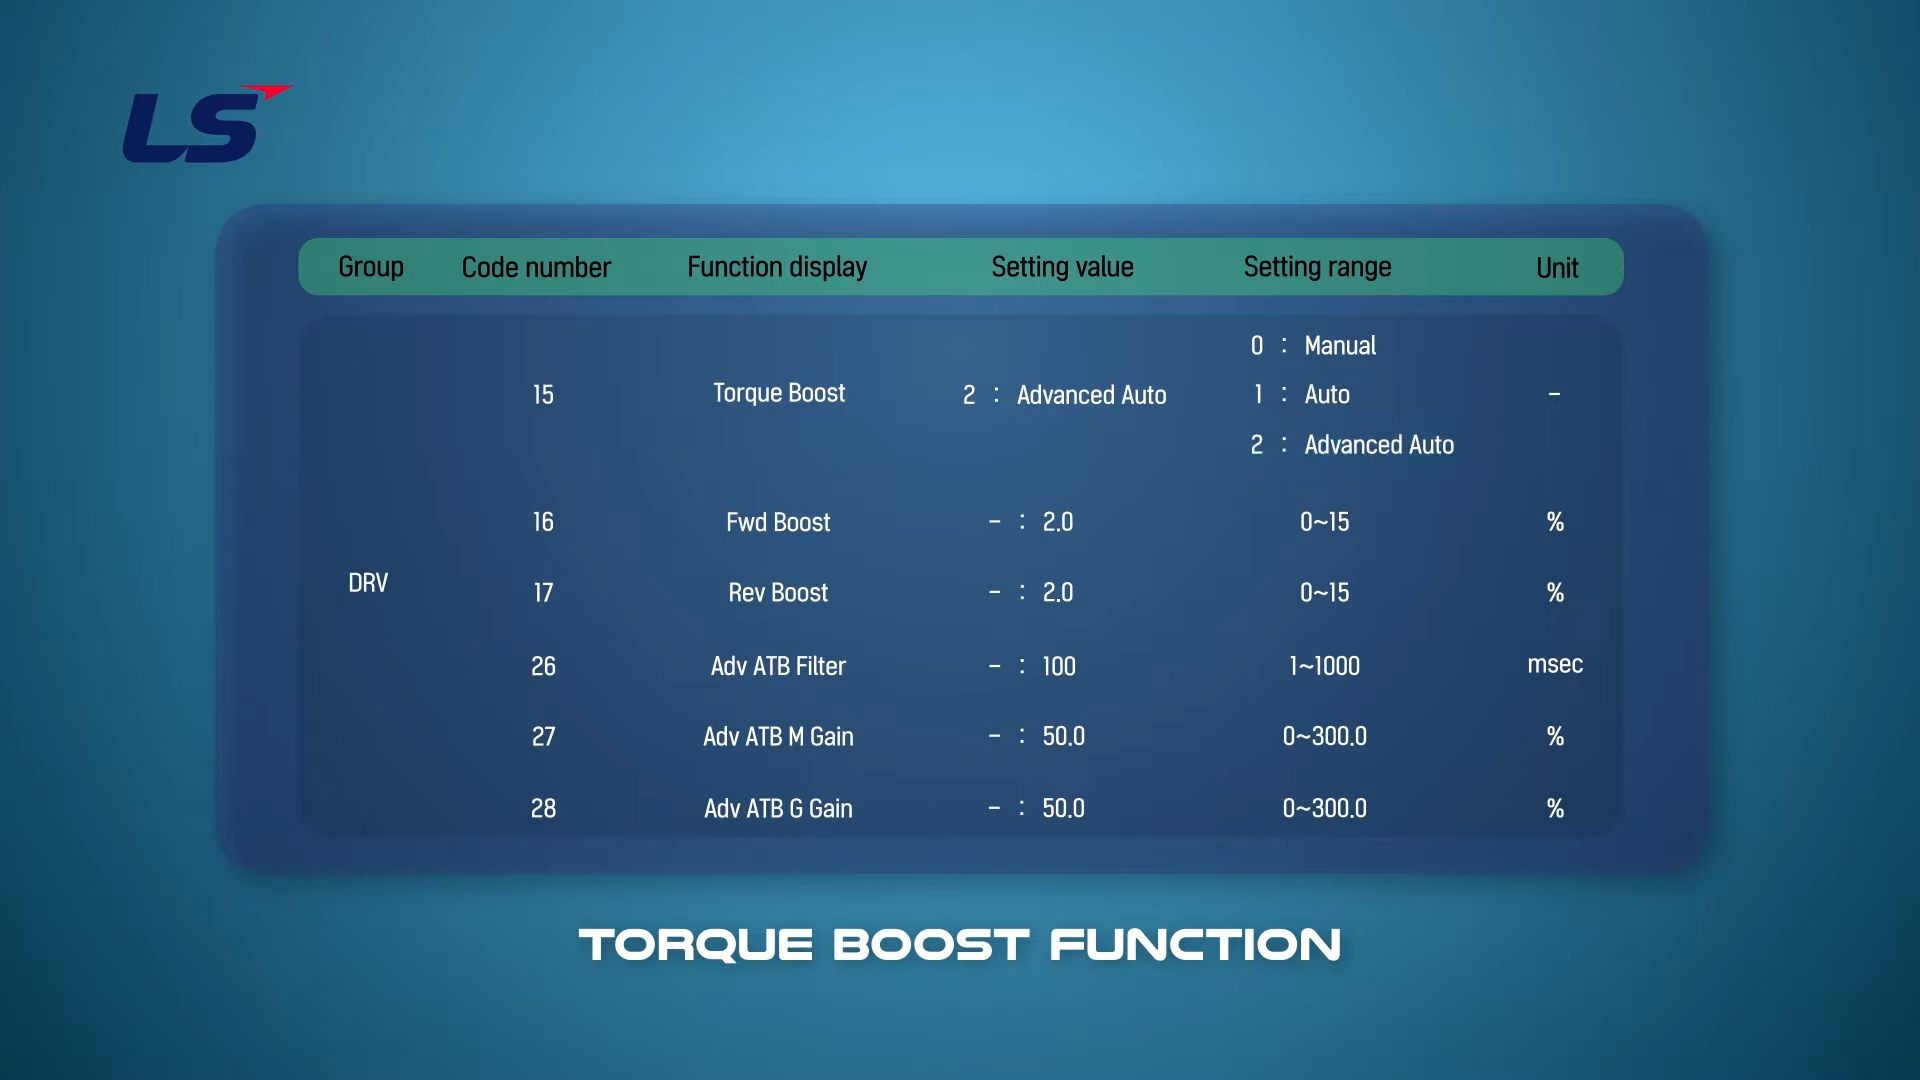 LS
Group Code number Function display Setting value Setting range Unit
0 : Manual
15 Torque Boost 2 : Advanced Auto 1 : Auto -
2 : Advanced Auto
16 Fwd Boost - : 2.0 0~15 %
DRV
17 Rev Boost - : 2.0 0~15 %
26 Adv ATB Filter - : 100 1~1000 msec
27 Adv ATB M Gain - : 50.0 0~300.0 %
28 Adv ATB G Gain - : 50.0 0~300.0 %
TORQUE BOOST FUNCTION